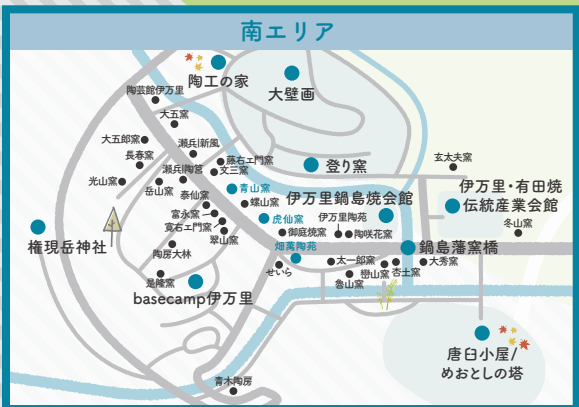 南エリア
陶工の家
大壁画
陶芸館伊万里
大五窯
大五郎窯
長春窯
光山窯
瀬兵新風
瀬兵陶菅
岳山窯
藤右エ門窯
文三窯
青山窯
泰仙窯
螺山窯
富永窯
寛右エ門窯
翠山窯
虎仙窯
御庭焼窯
畑萬陶苑
せいら
登り窯
伊万里鍋島焼会館
伊万里陶苑
陶咲花窯
玄太夫窯
伊万里・有田焼
伝統産業会館
冬山窯
権現岳神社
陶房大林
是隆窯
basecamp伊万里
太一郎窯
魯山窯
巒山窯
杏土窯
大秀窯
鍋島藩窯橋
唐臼小屋/
めおとしの塔
青木陶房